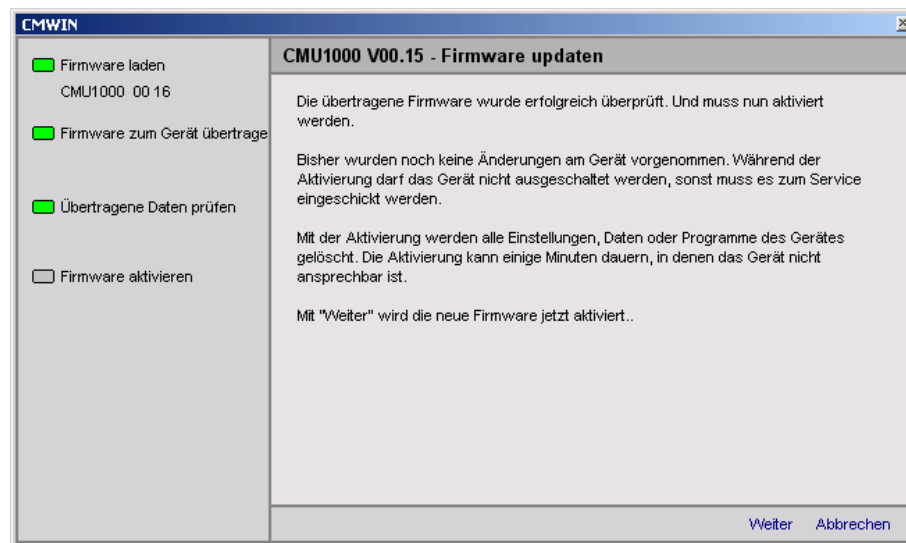 CMWIN
Firmware laden
CMU1000 00 16
Firmware zum Gerät übertrage
Übertragene Daten prüfen
Firmware aktivieren
CMU1000 V00.15 - Firmware updaten
Die übertragene Firmware wurde erfolgreich überprüft. Und muss nun aktiviert
werden.
Bisher wurden noch keine Änderungen am Gerät vorgenommen. Während der
Aktivierung darf das Gerät nicht ausgeschaltet werden, sonst muss es zum Service
eingeschickt werden.
Mit der Aktivierung werden alle Einstellungen, Daten oder Programme des Gerätes
gelöscht. Die Aktivierung kann einige Minuten dauern, in denen das Gerät nicht
ansprechbar ist.
Mit "Weiter" wird die neue Firmware jetzt aktiviert..
Weiter Abbrechen